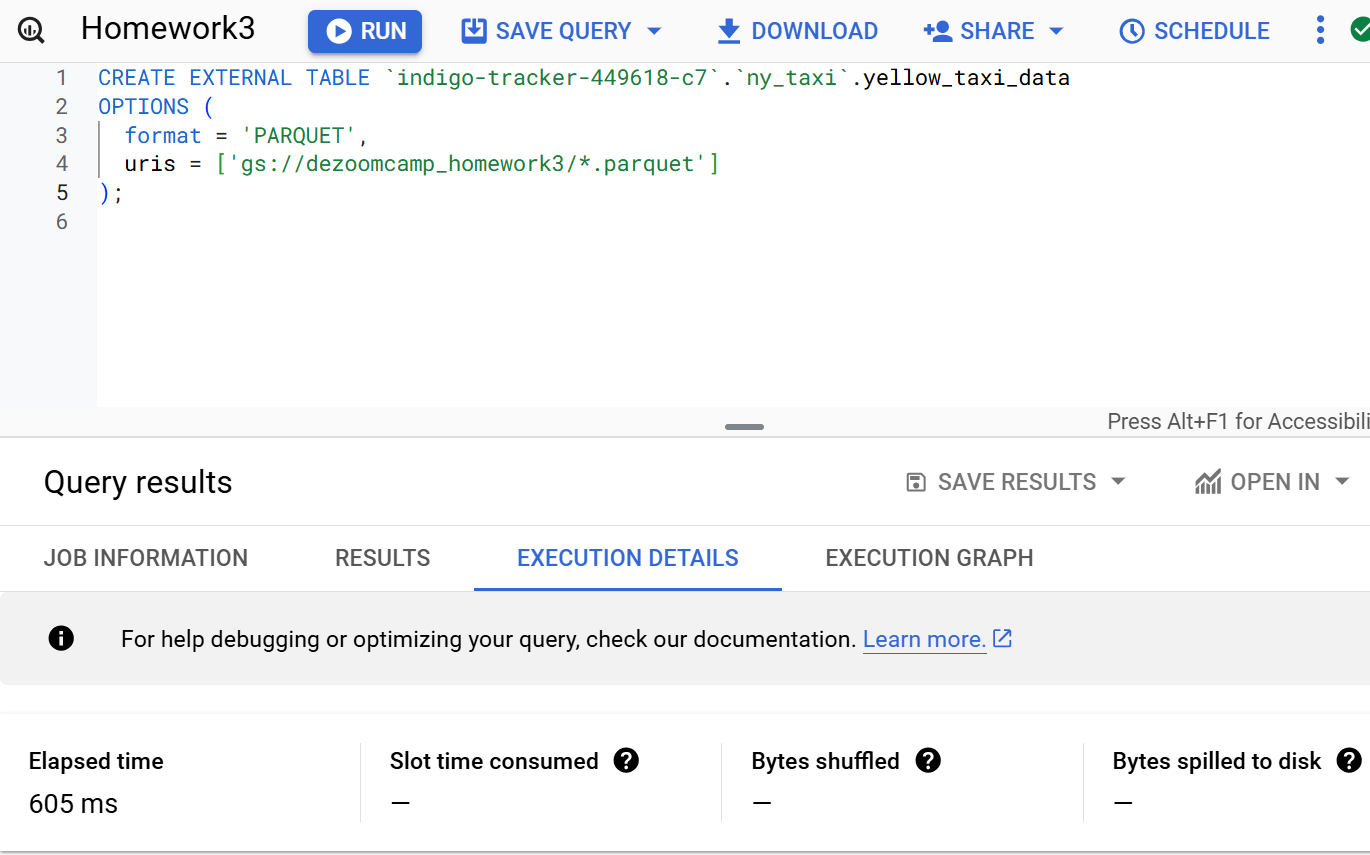 Homework3 RUN SAVE QUERY DOWNLOAD SHARE SCHEDULE
1 CREATE EXTERNAL TABLE `indigo-tracker-449618-c7`.`ny_taxi`.yellow_taxi_data
2 OPTIONS (
3 format = 'PARQUET',
4 uris = ['gs://dezoomcamp_homework3/*.parquet']
5 );
6
Press Alt+F1 for Accessibili
Query results SAVE RESULTS OPEN IN
JOB INFORMATION RESULTS EXECUTION DETAILS EXECUTION GRAPH
For help debugging or optimizing your query, check our documentation. Learn more.
Elapsed time Slot time consumed Bytes shuffled Bytes spilled to disk
605 ms — — —